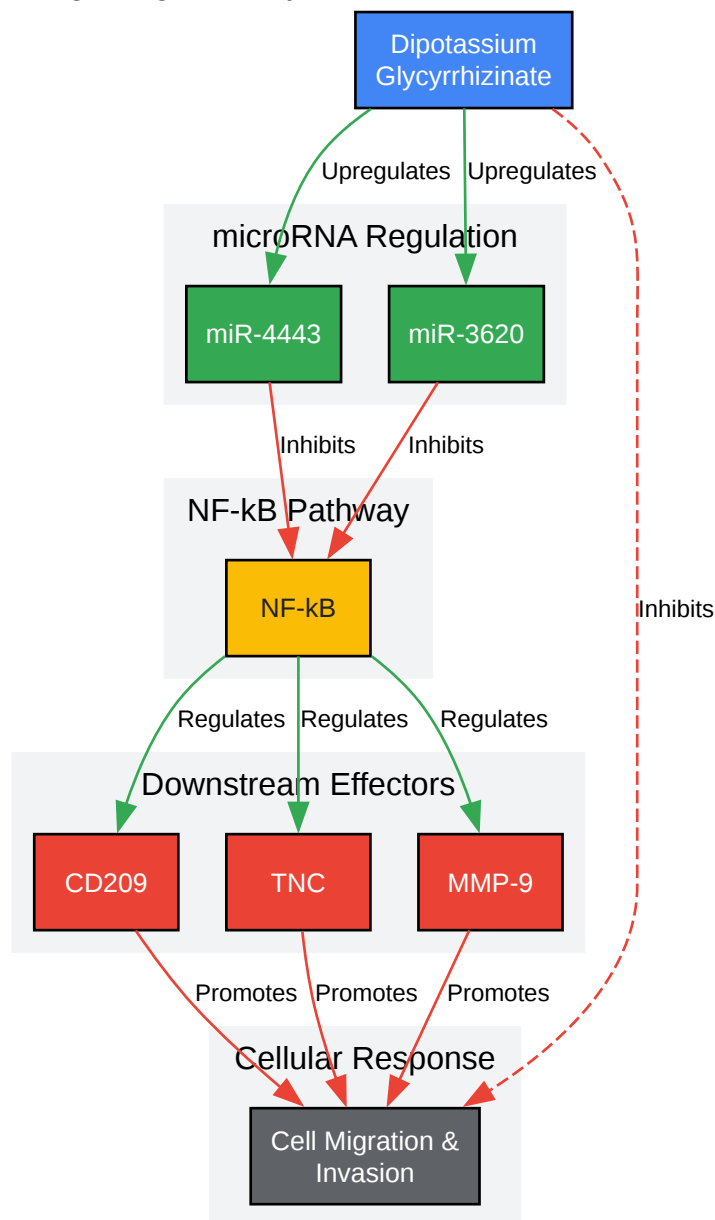 Dipotassium
Glycyrrhizinate
Upregulates
Upregulates
microRNA Regulation
miR-4443
miR-3620
Inhibits
Inhibits
NF-kB Pathway
NF-kB
Inhibits
Regulates
Regulates
Regulates
Downstream Effectors
CD209
TNC
MMP-9
Promotes
Promotes
Promotes
Cellular Response
Cell Migration &
Invasion